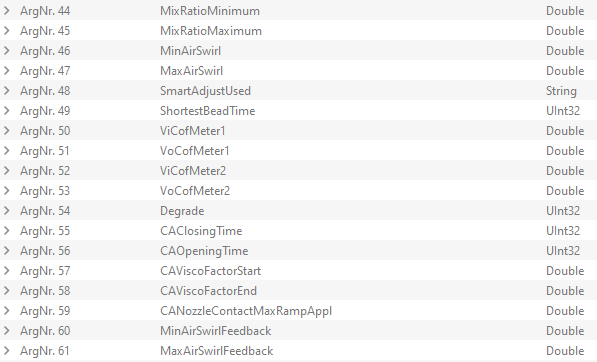 ArgNr. 44 MixRatioMinimum Double
ArgNr. 45 MixRatioMaximum Double
ArgNr. 46 MinAirSwirl Double
ArgNr. 47 MaxAirSwirl Double
ArgNr. 48 SmartAdjustUsed String
ArgNr. 49 ShortestBeadTime UInt32
ArgNr. 50 ViCofMeter1 Double
ArgNr. 51 VoCofMeter1 Double
ArgNr. 52 ViCofMeter2 Double
ArgNr. 53 VoCofMeter2 Double
ArgNr. 54 Degrade UInt32
ArgNr. 55 CAClosingTime UInt32
ArgNr. 56 CAOpeningTime UInt32
ArgNr. 57 CAViscoFactorStart Double
ArgNr. 58 CAViscoFactorEnd Double
ArgNr. 59 CANozzleContactMaxRampAppl Double
ArgNr. 60 MinAirSwirlFeedback Double
ArgNr. 61 MaxAirSwirlFeedback Double